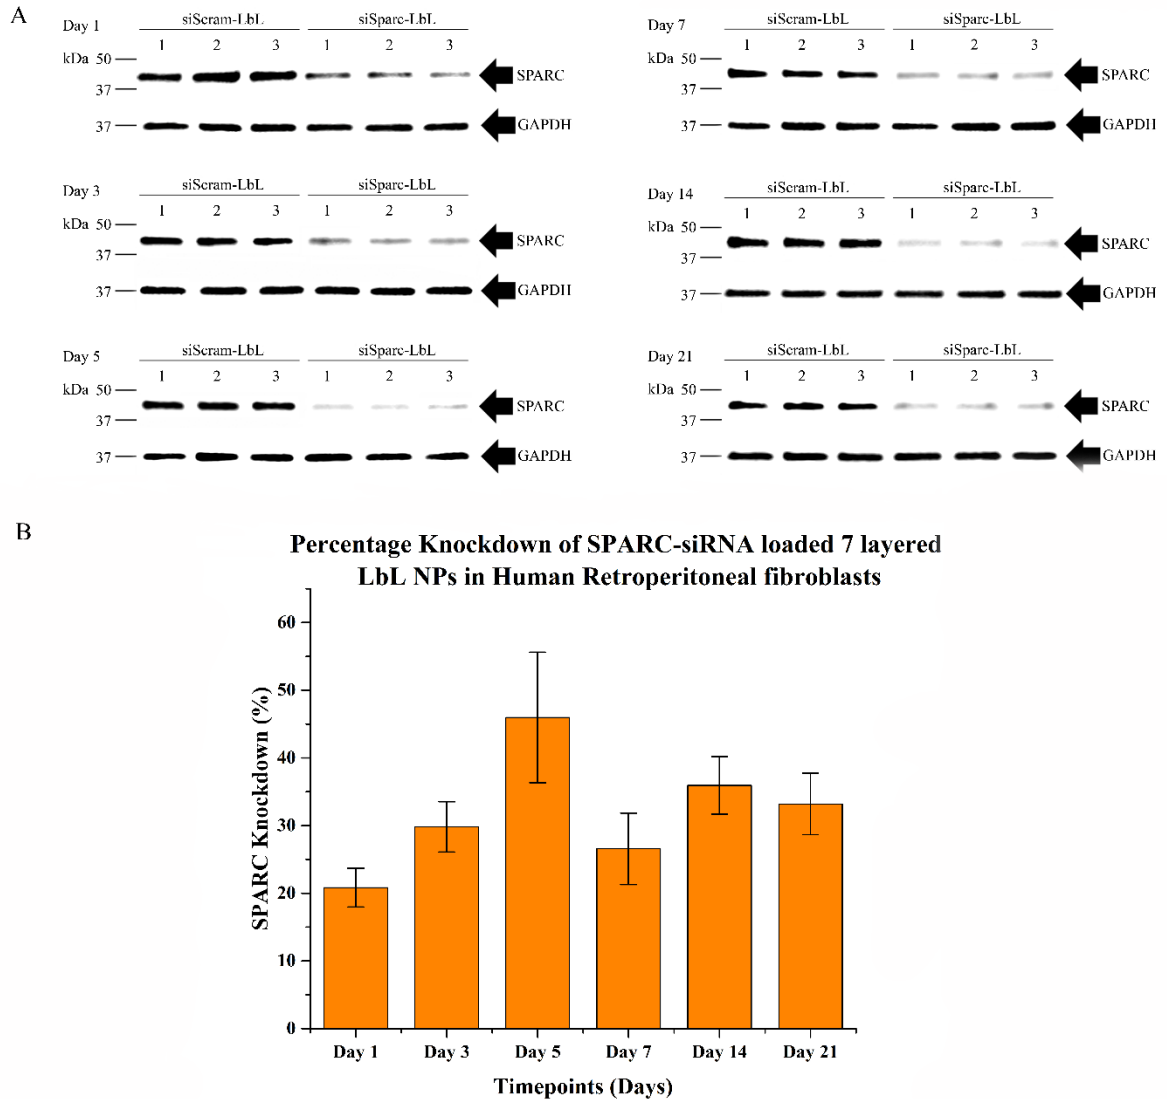 A
Day 1 siScram-LbL siSparc-LbL
1 2 3 1 2 3
kDa 50
SPARC
37
37 GAPDH
Day 3 siScram-LbL siSparc-LbL
1 2 3 1 2 3
kDa 50
SPARC
37
37 GAPDH
Day 5 siScram-LbL siSparc-LbL
1 2 3 1 2 3
kDa 50
SPARC
37
37 GAPDH
Day 7 siScram-LbL siSparc-LbL
1 2 3 1 2 3
kDa 50
SPARC
37
37 GAPDH
Day 14 siScram-LbL siSparc-LbL
1 2 3 1 2 3
kDa 50
SPARC
37
37 GAPDH
Day 21 siScram-LbL siSparc-LbL
1 2 3 1 2 3
kDa 50
SPARC
37
37 GAPDH
B
Percentage Knockdown of SPARC-siRNA loaded 7 layered
LbL NPs in Human Retroperitoneal fibroblasts
SPARC Knockdown (%)
60
50
40
30
20
10
0
Day 1 Day 3 Day 5 Day 7 Day 14 Day 21
Timepoints (Days)